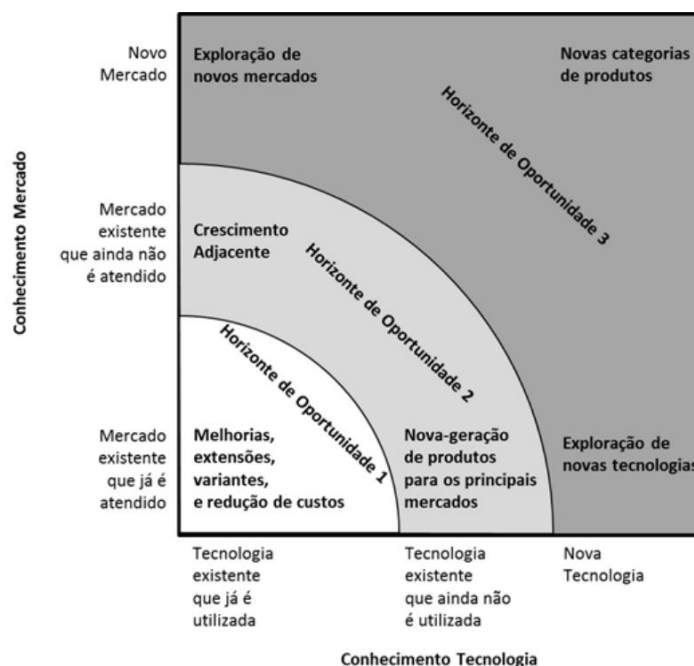 Novo
Mercado
Exploração de
novos mercados
Novas categorias
de produtos
Horizonte de Oportunidade 3
Conhecimento Mercado
Mercado
existente
que ainda não
é atendido
Crescimento
Adjacente
Horizonte de Oportunidade 2
Horizonte de Oportunidade 1
Mercado
existente
que já é
atendido
Melhorias,
extensões,
variantes,
e redução de custos
Nova-geração
de produtos
para os principais
mercados
Exploração de
novas tecnologias
Tecnologia
existente
que já é
utilizada
Tecnologia
existente
que ainda não
é utilizada
Nova
Tecnologia
Conhecimento Tecnologia